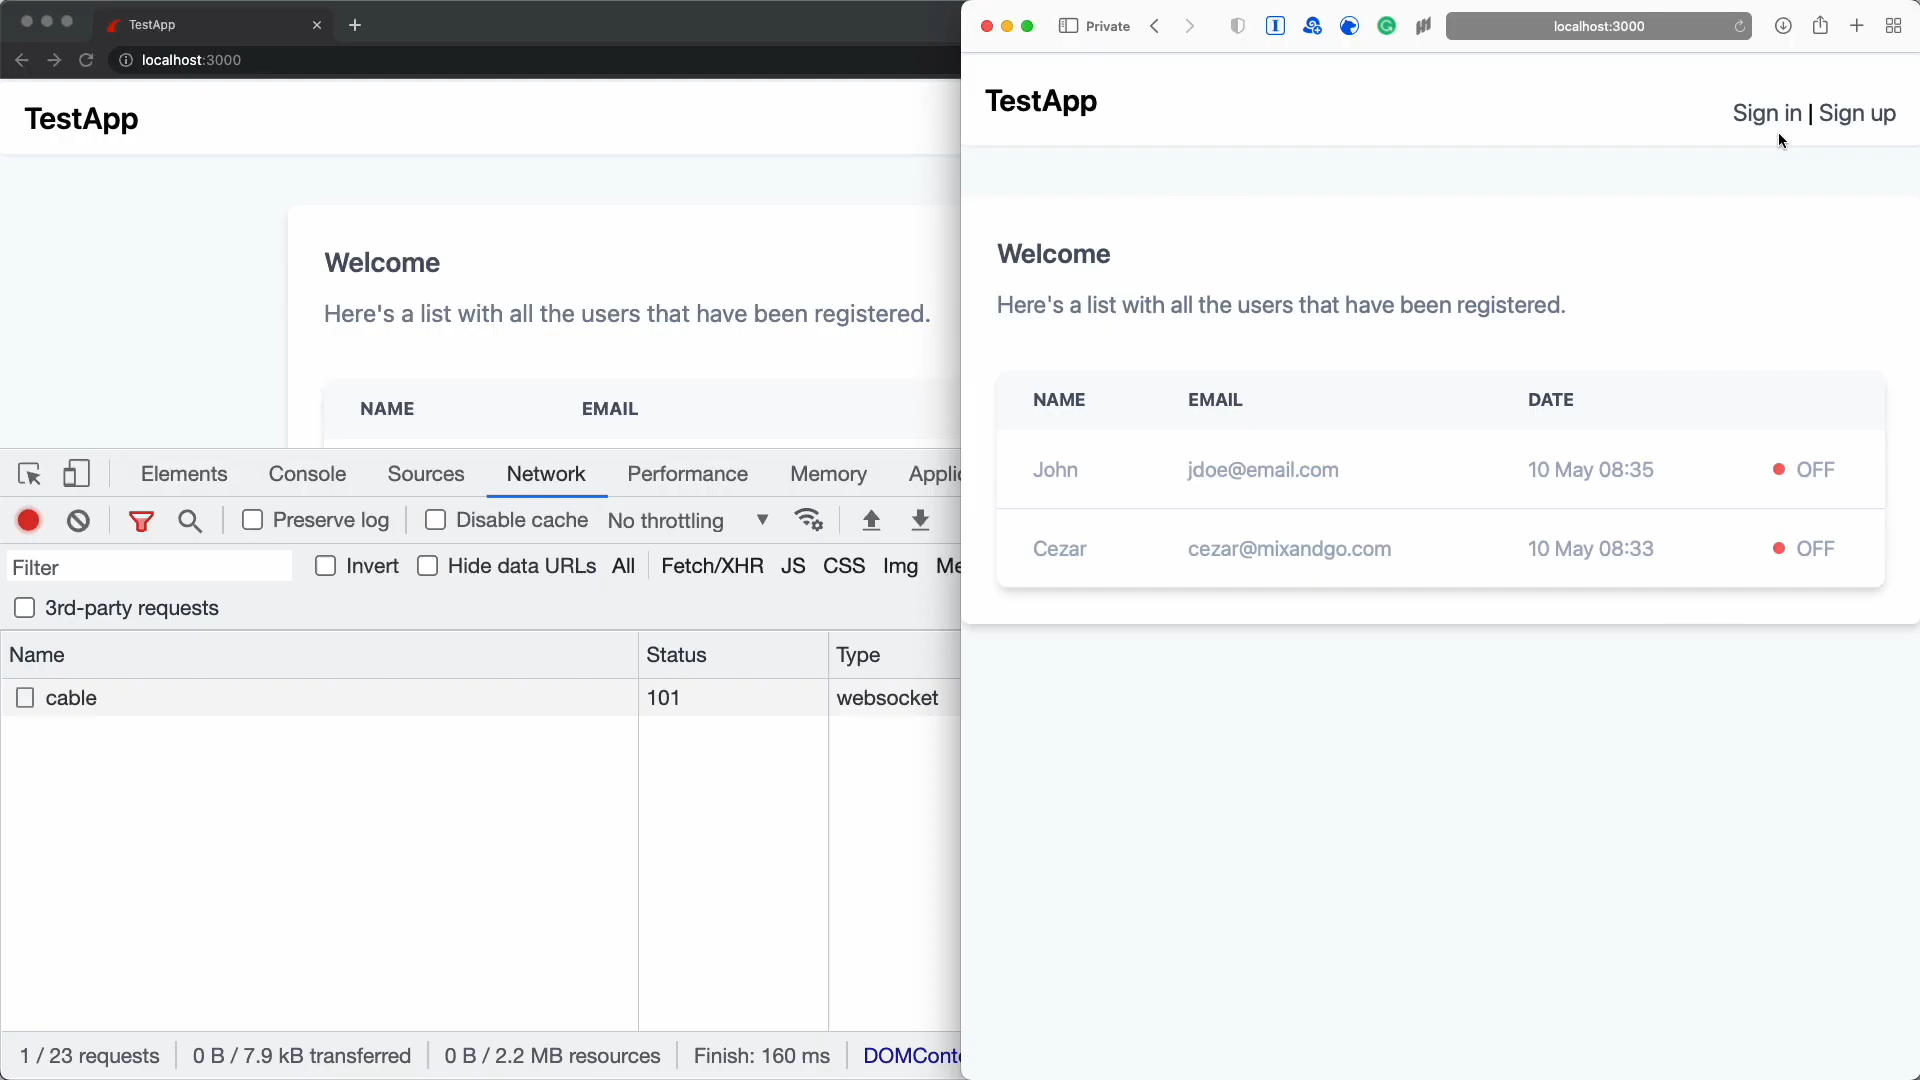 TestApp
localhost:3000
TestApp
Welcome
Here's a list with all the users that have been registered.
NAME EMAIL
Elements Console Sources Network Performance Memory Applic
Preserve log Disable cache No throttling
Filter Invert Hide data URLs All Fetch/XHR JS CSS Img Me
3rd-party requests
Name Status Type
cable 101 websocket
1 / 23 requests 0 B / 7.9 kB transferred 0 B / 2.2 MB resources Finish: 160 ms DOMConte
Private localhost:3000
TestApp
Sign in | Sign up
Welcome
Here's a list with all the users that have been registered.
NAME EMAIL DATE
John jdoe@email.com 10 May 08:35 OFF
Cezar cezar@mixandgo.com 10 May 08:33 OFF